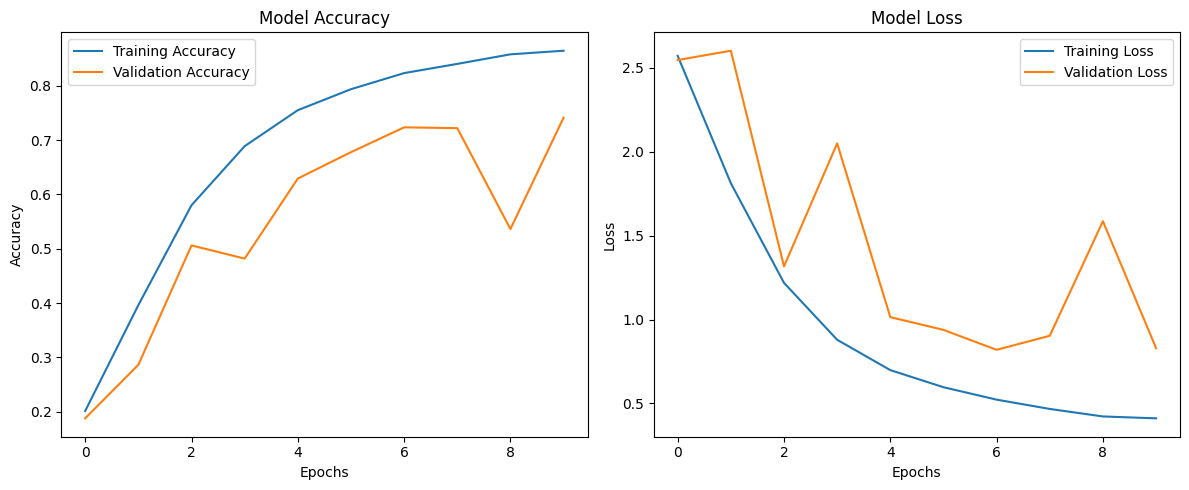 Model Accuracy
Training Accuracy
Validation Accuracy
0.8
0.7
0.6
0.5
0.4
0.3
0.2
Accuracy
0 2 4 6 8
Epochs
Model Loss
Training Loss
Validation Loss
2.5
2.0
1.5
1.0
0.5
Loss
0 2 4 6 8
Epochs